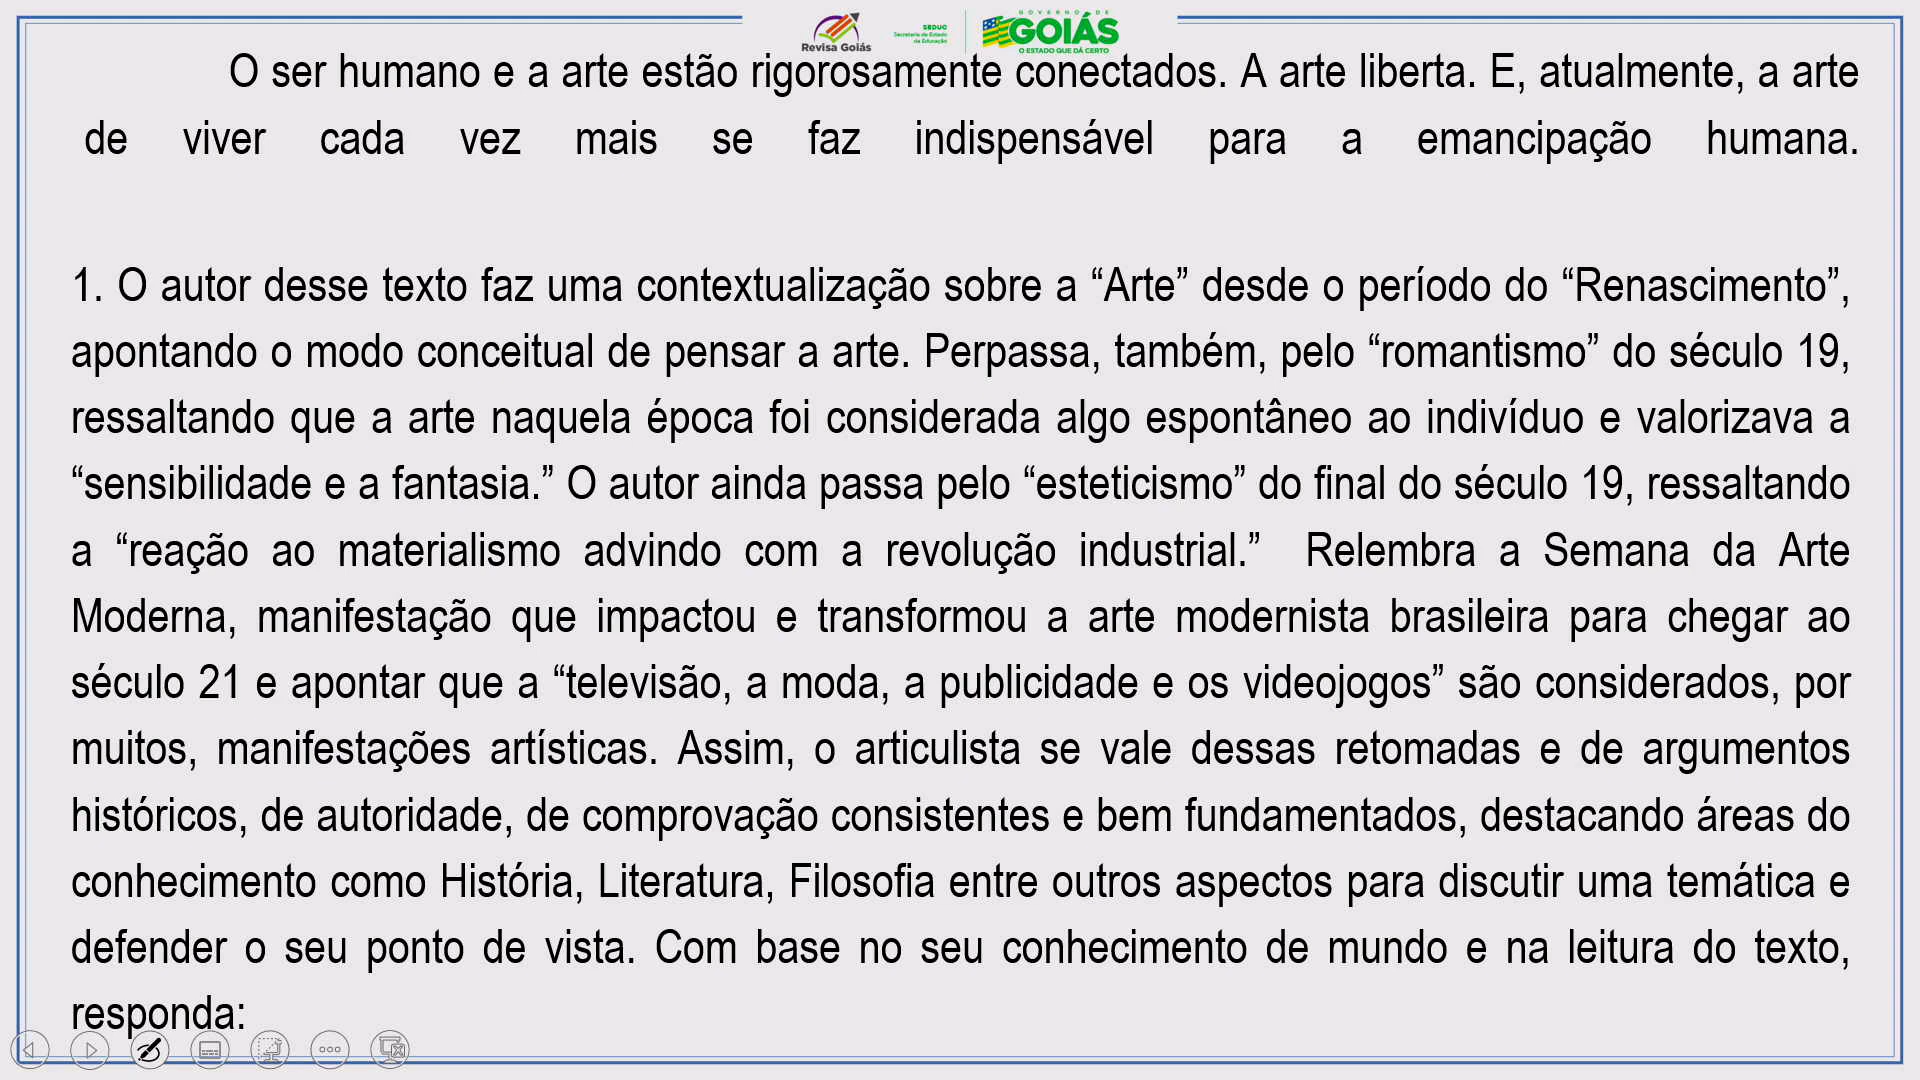 Revisa Goiás
SEDUC
Secretaria de Estado
da Educação
GOVERNO DE
GOIÁS
O ESTADO QUE DÁ CERTO
O ser humano e a arte estão rigorosamente conectados. A arte liberta. E, atualmente, a arte
de viver cada vez mais se faz indispensável para a emancipação humana.
1. O autor desse texto faz uma contextualização sobre a “Arte” desde o período do “Renascimento”,
apontando o modo conceitual de pensar a arte. Perpassa, também, pelo “romantismo” do século 19,
ressaltando que a arte naquela época foi considerada algo espontâneo ao indivíduo e valorizava a
“sensibilidade e a fantasia.” O autor ainda passa pelo “esteticismo” do final do século 19, ressaltando
a “reação ao materialismo advindo com a revolução industrial.” Relembra a Semana da Arte
Moderna, manifestação que impactou e transformou a arte modernista brasileira para chegar ao
século 21 e apontar que a “televisão, a moda, a publicidade e os videojogos” são considerados, por
muitos, manifestações artísticas. Assim, o articulista se vale dessas retomadas e de argumentos
históricos, de autoridade, de comprovação consistentes e bem fundamentados, destacando áreas do
conhecimento como História, Literatura, Filosofia entre outros aspectos para discutir uma temática e
defender o seu ponto de vista. Com base no seu conhecimento de mundo e na leitura do texto,
responda: